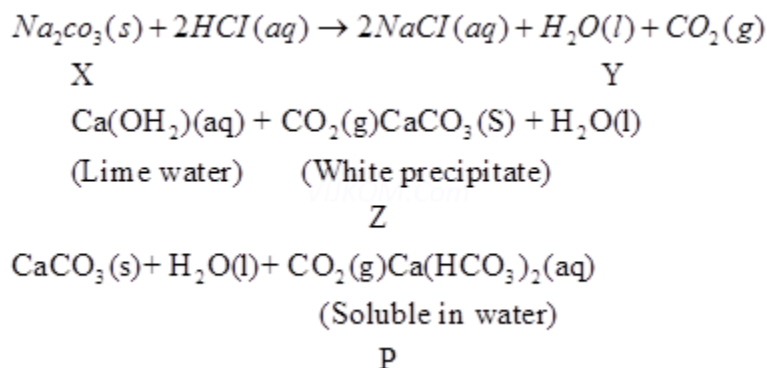 Na₂co₃(s) + 2HCI(aq) → 2NaCI(aq) + H₂O(l) + CO₂(g)
X Y
Ca(OH₂)(aq) + CO₂(g)CaCO₃(S) + H₂O(l)
(Lime water) (White precipitate)
Z
CaCO₃(s)+ H₂O(l)+ CO₂(g)Ca(HCO₃)₂(aq)
(Soluble in water)
P